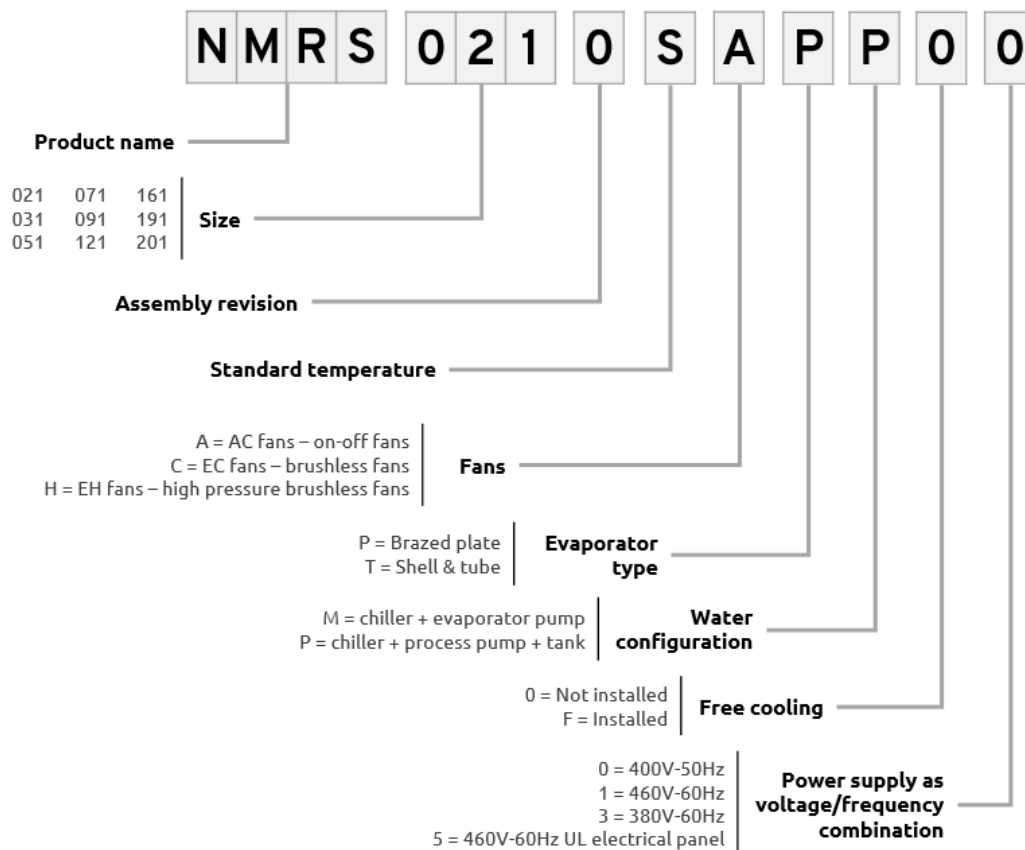 NMRS 021 0 S A P P 0 0
Product name
021 071 161
031 091 191
051 121 201
Size
Assembly revision
Standard temperature
A = AC fans – on-off fans
C = EC fans – brushless fans
H = EH fans – high pressure brushless fans
Fans
P = Brazed plate
T = Shell & tube
Evaporator
type
M = chiller + evaporator pump
P = chiller + process pump + tank
Water
configuration
0 = Not installed
F = Installed
Free cooling
0 = 400V-50Hz
1 = 460V-60Hz
3 = 380V-60Hz
5 = 460V-60Hz UL electrical panel
Power supply as
voltage/frequency
combination